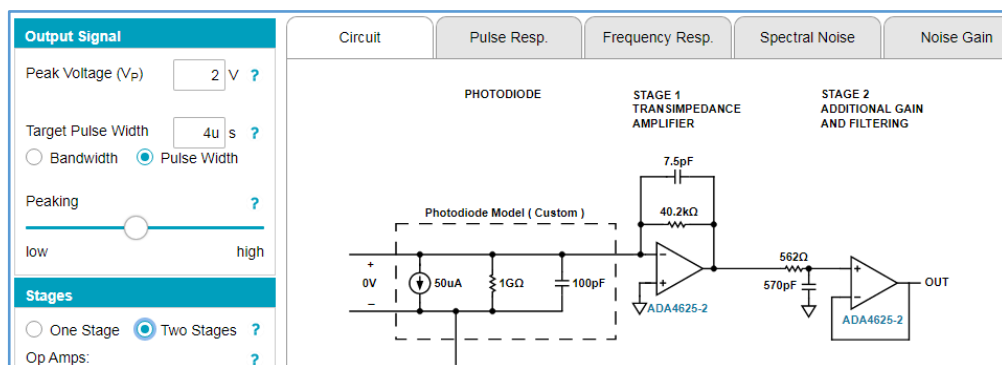 Output Signal
Peak Voltage (VP) 2 V ?
Target Pulse Width 4u s ?
Bandwidth Pulse Width
Peaking ?
low high
Stages
One Stage Two Stages ?
Op Amps: ?
Circuit Pulse Resp. Frequency Resp. Spectral Noise Noise Gain
PHOTODIODE
STAGE 1
TRANSIMPEDANCE
AMPLIFIER
STAGE 2
ADDITIONAL GAIN
AND FILTERING
7.5pF
40.2kΩ
Photodiode Model ( Custom )
+
0V
–
50uA
1GΩ
100pF
–
+
ADA4625-2
562Ω
570pF
+
–
OUT
ADA4625-2